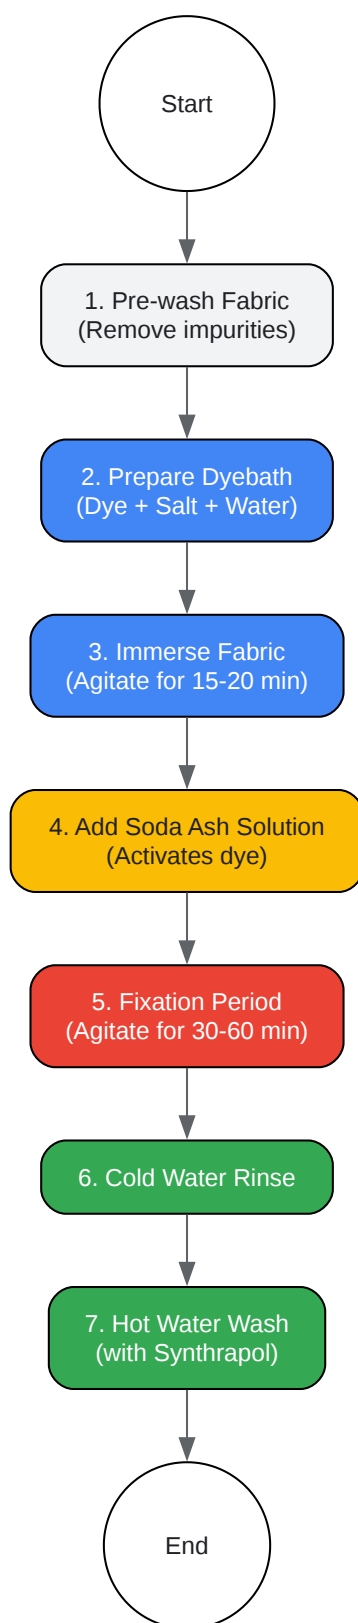 Start
1. Pre-wash Fabric
(Remove impurities)
2. Prepare Dyebath
(Dye + Salt + Water)
3. Immerse Fabric
(Agitate for 15-20 min)
4. Add Soda Ash Solution
(Activates dye)
5. Fixation Period
(Agitate for 30-60 min)
6. Cold Water Rinse
7. Hot Water Wash
(with Synthrapol)
End